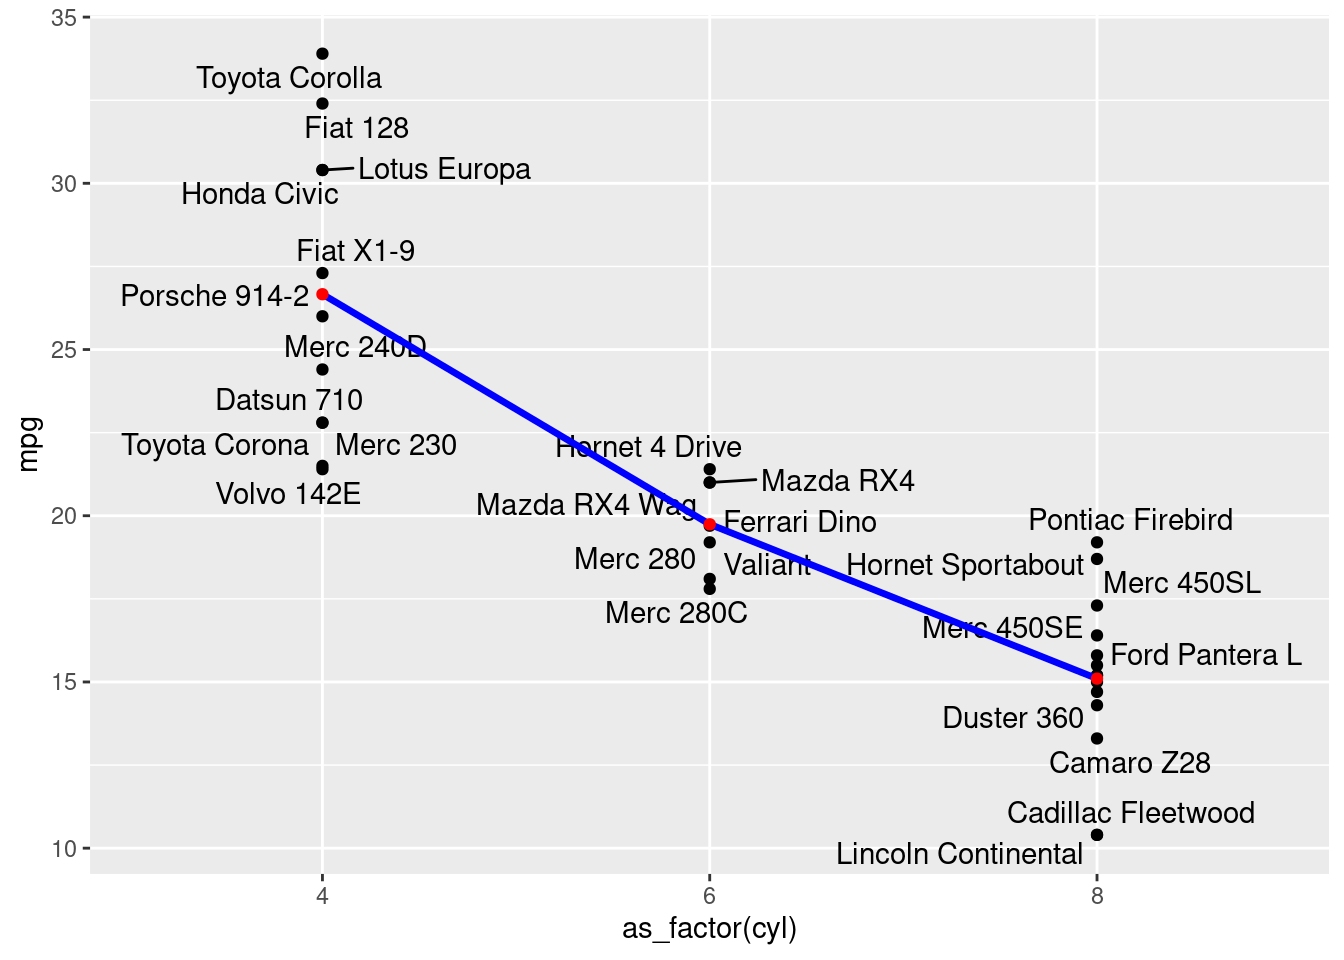 35
Toyota Corolla
Fiat 128
Lotus Europa
30
Honda Civic
Fiat X1-9
Porsche 914-2
25
Merc 240D
Datsun 710
mpg
Toyota Corona
Merc 230
Hornet 4 Drive
Mazda RX4
Volvo 142E
Mazda RX4 Wag
20
Ferrari Dino
Pontiac Firebird
Merc 280
Valiant
Hornet Sportabout
Merc 450SL
Merc 280C
Merc 450SE
Ford Pantera L
15
Duster 360
Camaro Z28
Cadillac Fleetwood
10
Lincoln Continental
4
6
8
as_factor(cyl)